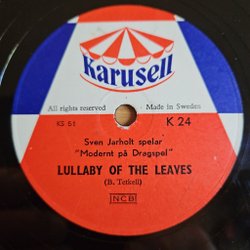 Karusell
All rights reserved · Made in Sweden
KS 51 K 24
Sven Jarholt spelar
"Modernt på Dragspel"
LULLABY OF THE LEAVES
(B. Tetkell)
NCB